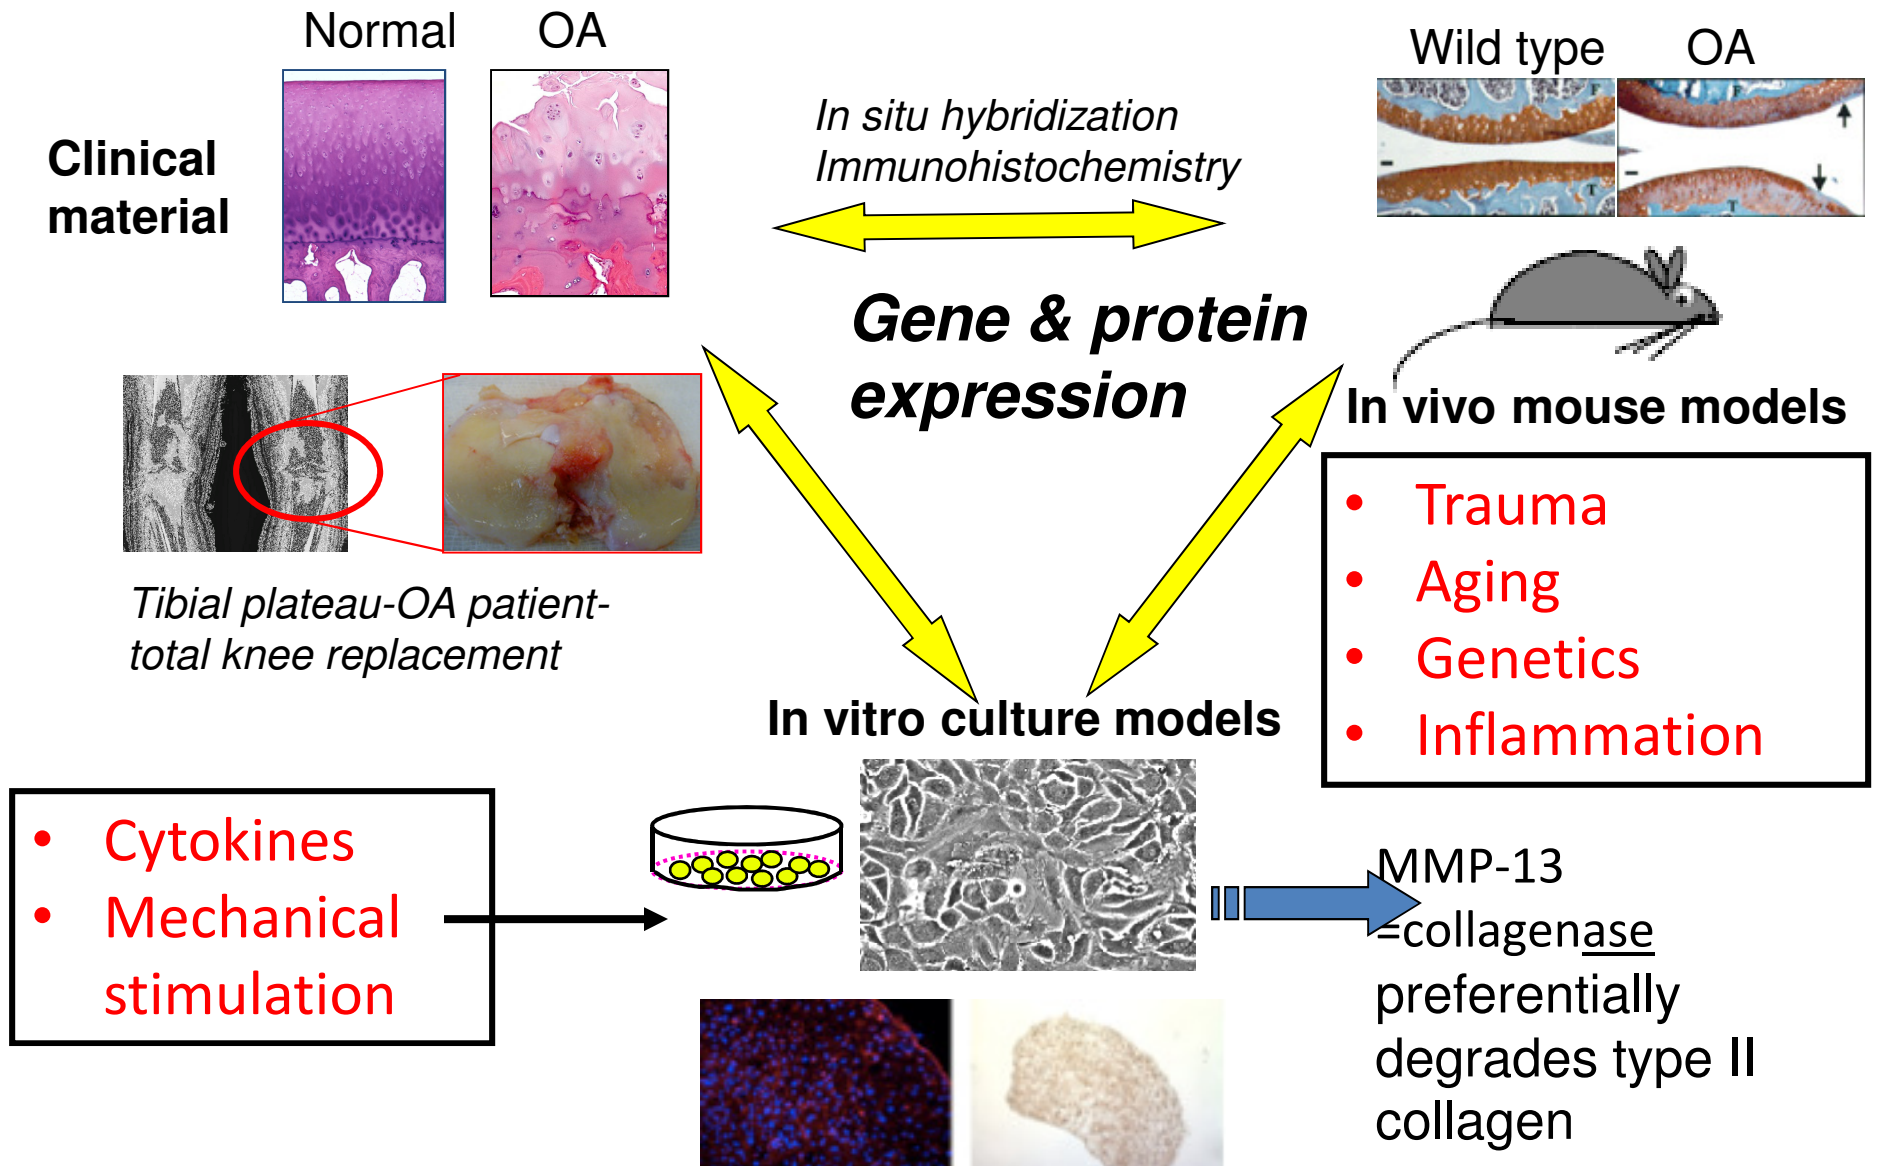 Normal OA
Clinical
material
In situ hybridization
Immunohistochemistry
Wild type OA
F
T
F
T
Gene & protein
expression
Tibial plateau-OA patient-
total knee replacement
In vivo mouse models
• Trauma
• Aging
• Genetics
• Inflammation
In vitro culture models
• Cytokines
• Mechanical
stimulation
MMP-13
=collagenase
preferentially
degrades type II
collagen